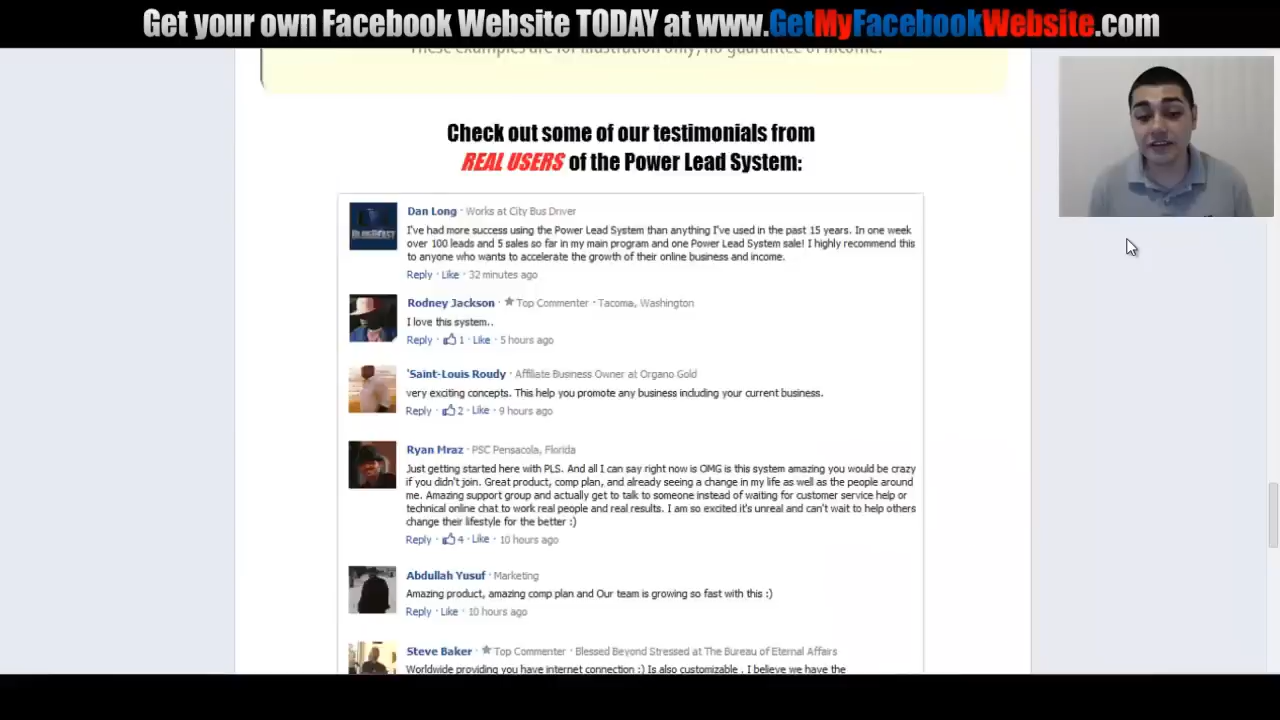 Get your own Facebook Website TODAY at www.GetMyFacebookWebsite.com
These examples are for illustration only, no guarantee of income.
Check out some of our testimonials from
REAL USERS of the Power Lead System:
Dan Long · Works at City Bus Driver
I've had more success using the Power Lead System than anything I've used in the past 15 years. In one week
over 100 leads and 5 sales so far in my main program and one Power Lead System sale! I highly recommend this
to anyone who wants to accelerate the growth of their online business and income.
Reply · Like · 32 minutes ago
Rodney Jackson · Top Commenter · Tacoma, Washington
I love this system..
Reply · 1 · Like · 5 hours ago
'Saint-Louis Roudy · Affiliate Business Owner at Organo Gold
very exciting concepts. This help you promote any business including your current business.
Reply · 2 · Like · 9 hours ago
Ryan Mraz · PSC Pensacola, Florida
Just getting started here with PLS. And all I can say right now is OMG is this system amazing you would be crazy
if you didn't join. Great product, comp plan, and already seeing a change in my life as well as the people around
me. Amazing support group and actually get to talk to someone instead of waiting for customer service help or
technical online chat to work real people and real results. I am so excited it's unreal and can't wait to help others
change their lifestyle for the better :)
Reply · 4 · Like · 10 hours ago
Abdullah Yusuf · Marketing
Amazing product, amazing comp plan and Our team is growing so fast with this :)
Reply · Like · 10 hours ago
Steve Baker · Top Commenter · Blessed Beyond Stressed at The Bureau of Eternal Affairs
Worldwide providing you have internet connection :) Is also customizable . I believe we have the